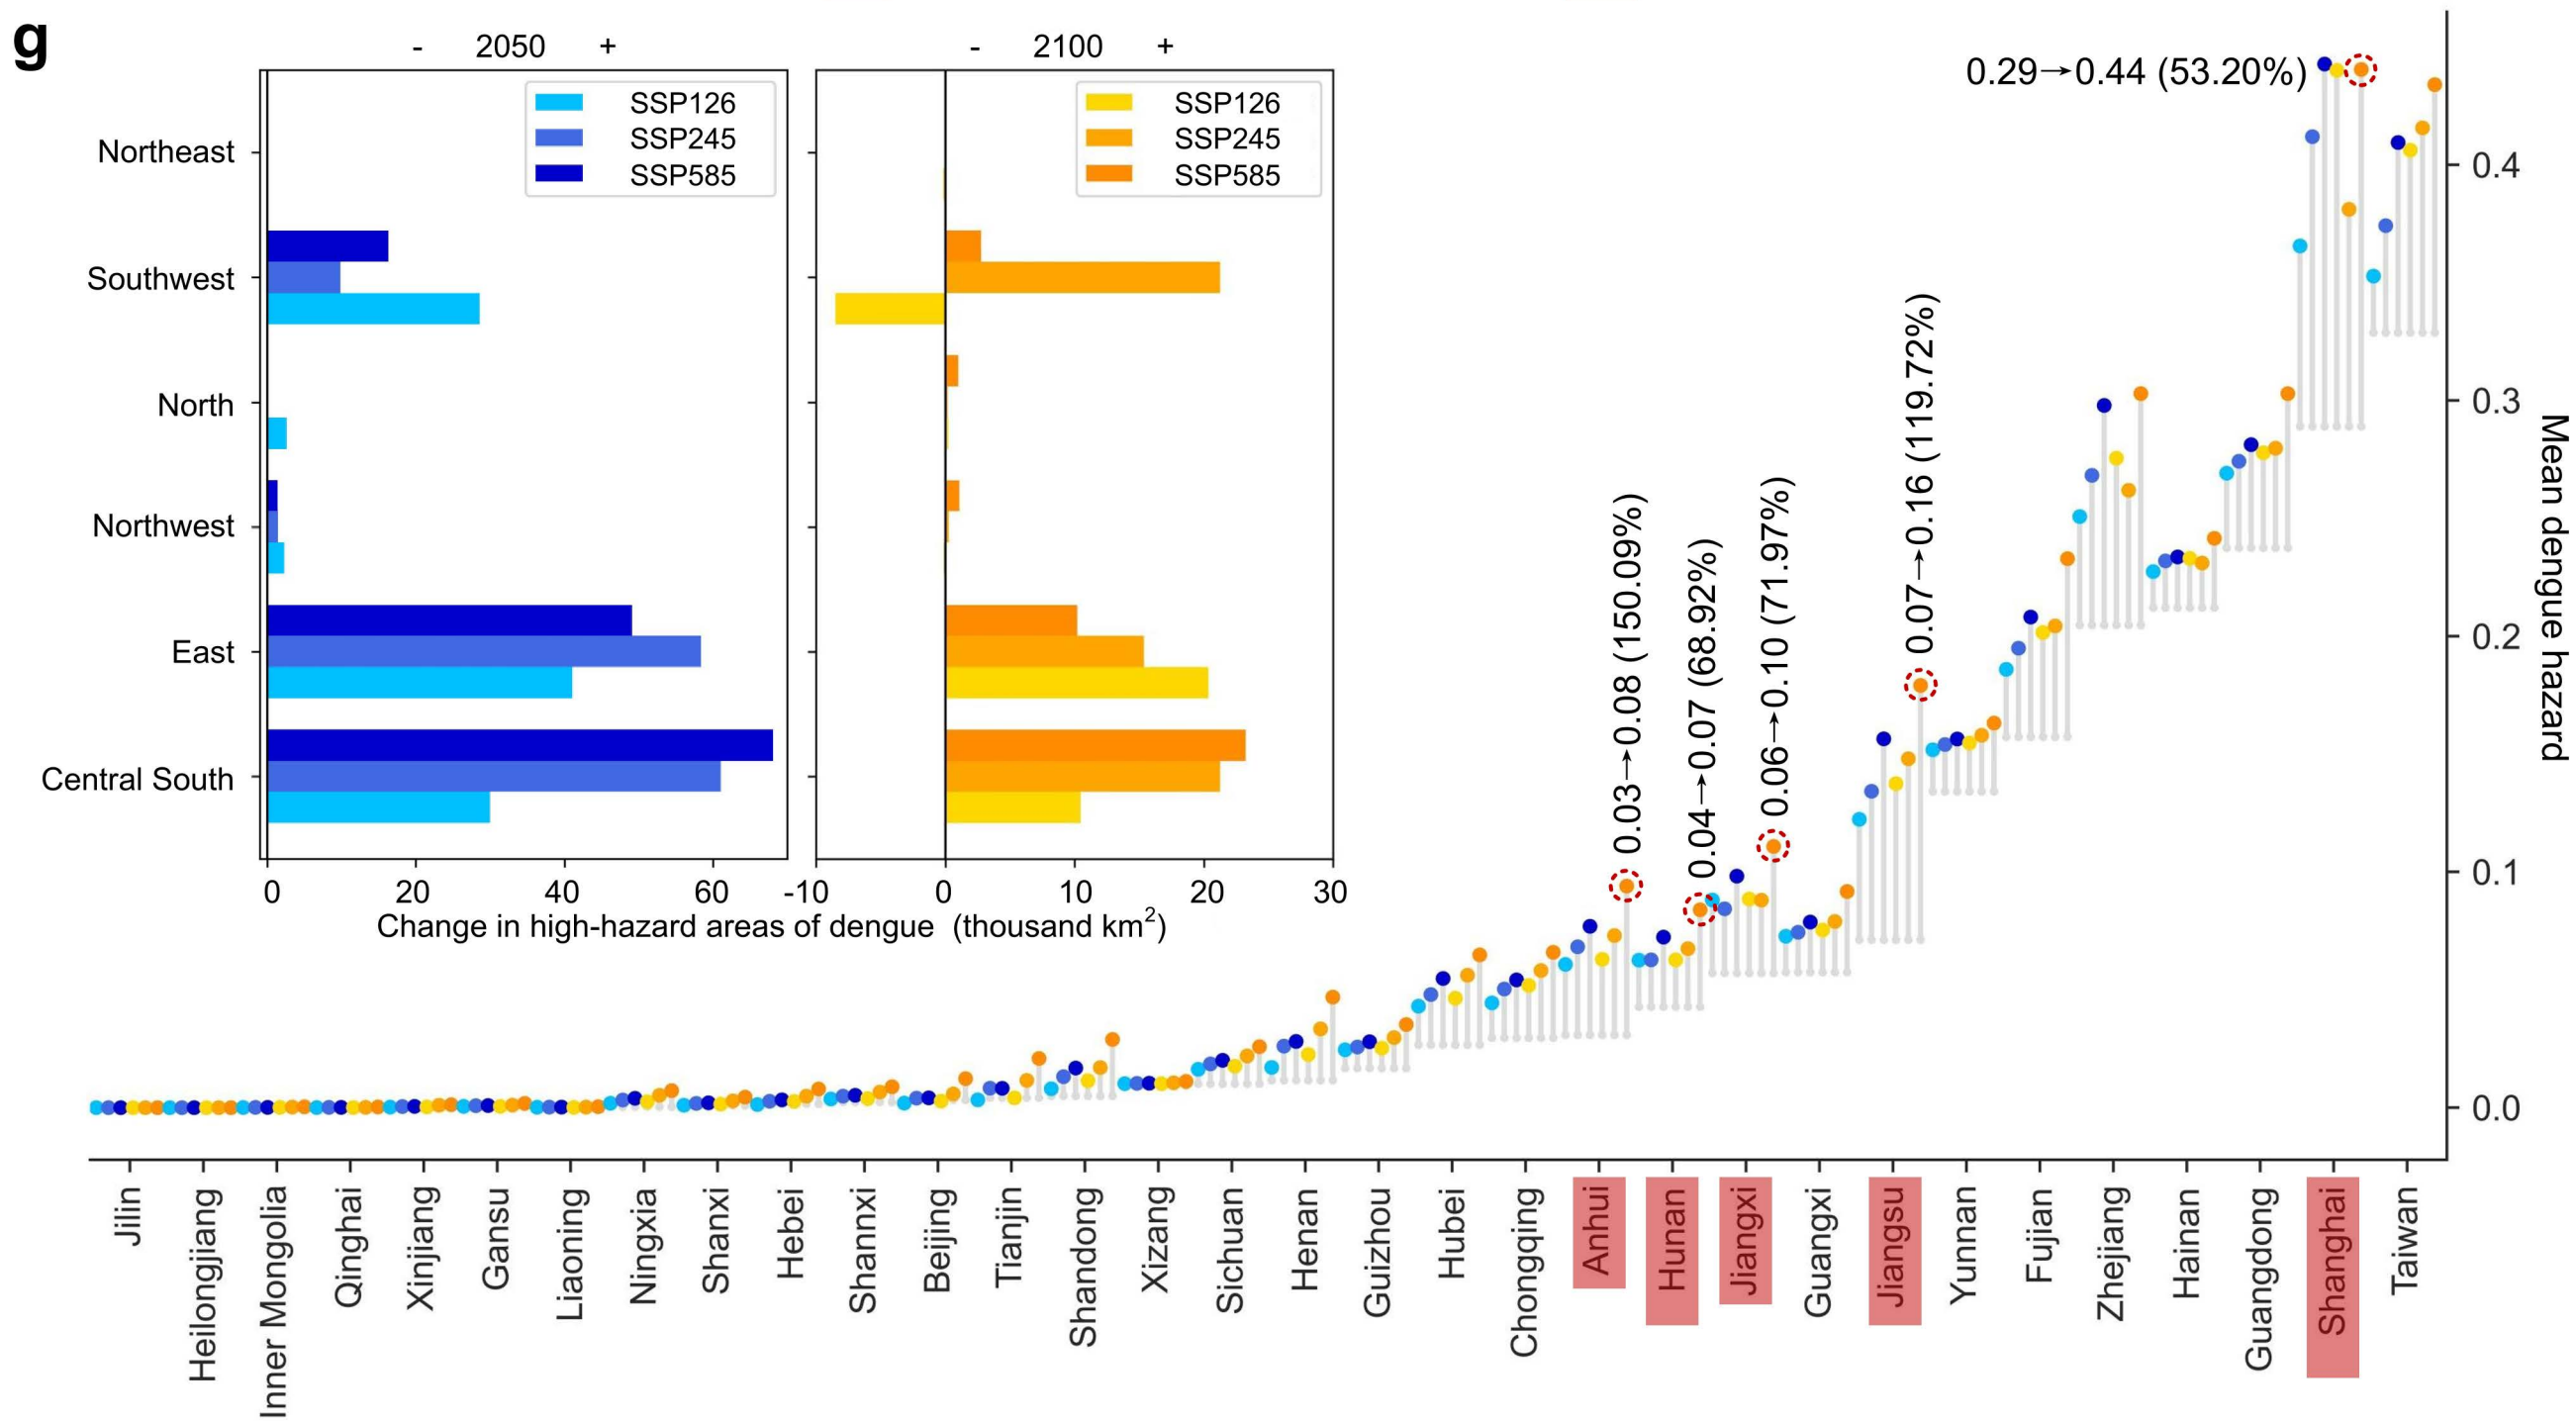 g
- 2050 +
- 2100 +
SSP126
SSP245
SSP585
SSP126
SSP245
SSP585
Northeast
Southwest
North
Northwest
East
Central South
0 20 40 60
-10 0 10 20 30
Change in high-hazard areas of dengue (thousand km²)
0.03→0.08 (150.09%)
0.04→0.07 (68.92%)
0.06→0.10 (71.97%)
0.07→0.16 (119.72%)
0.29→0.44 (53.20%)
0.4
0.3
0.2
0.1
0.0
Mean dengue hazard
Jilin
Heilongjiang
Inner Mongolia
Qinghai
Xinjiang
Gansu
Liaoning
Ningxia
Shanxi
Hebei
Shannxi
Beijing
Tianjin
Shandong
Xizang
Sichuan
Henan
Guizhou
Hubei
Chongqing
Anhui
Hunan
Jiangxi
Guangxi
Jiangsu
Yunnan
Fujian
Zhejiang
Hainan
Guangdong
Shanghai
Taiwan